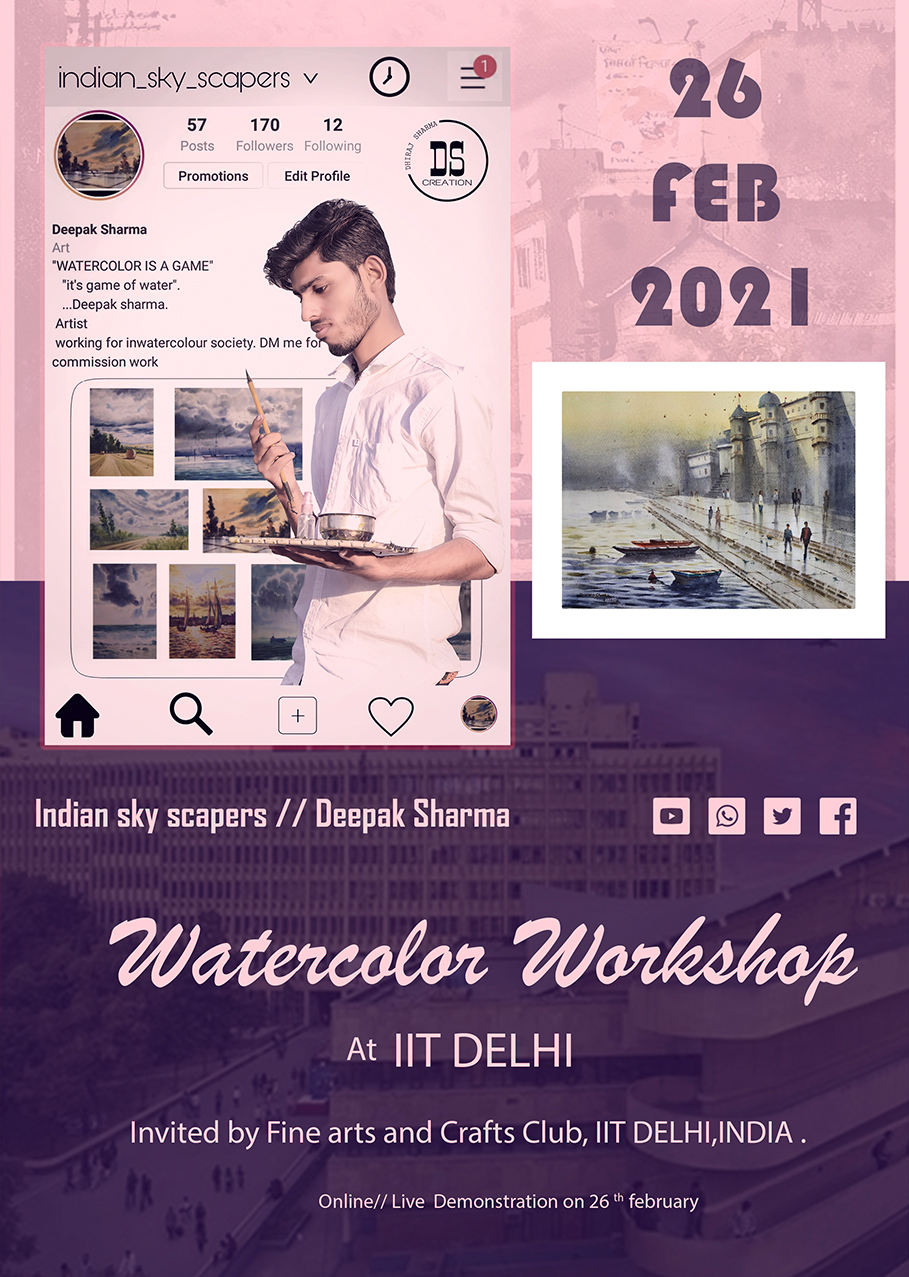 indian_sky_scapers
1
57 170 12
Posts Followers Following
Promotions Edit Profile
DHIRAJ SHARMA
DS
CREATION
Deepak Sharma
Art
"WATERCOLOR IS A GAME"
"it's game of water".
...Deepak sharma.
Artist
working for inwatercolour society. DM me for
commission work
26
FEB
2021
Indian sky scapers // Deepak Sharma
Watercolor Workshop
At IIT DELHI
Invited by Fine arts and Crafts Club, IIT DELHI,INDIA .
Online// Live Demonstration on 26 th february